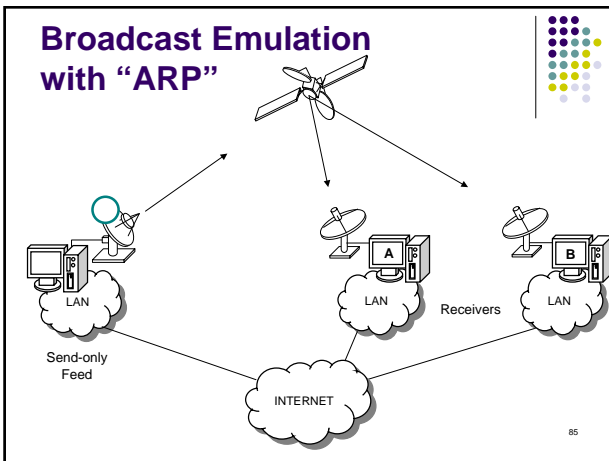 Broadcast Emulation
with “ARP”
A
B
LAN
LAN
Receivers
LAN
Send-only
Feed
INTERNET
85